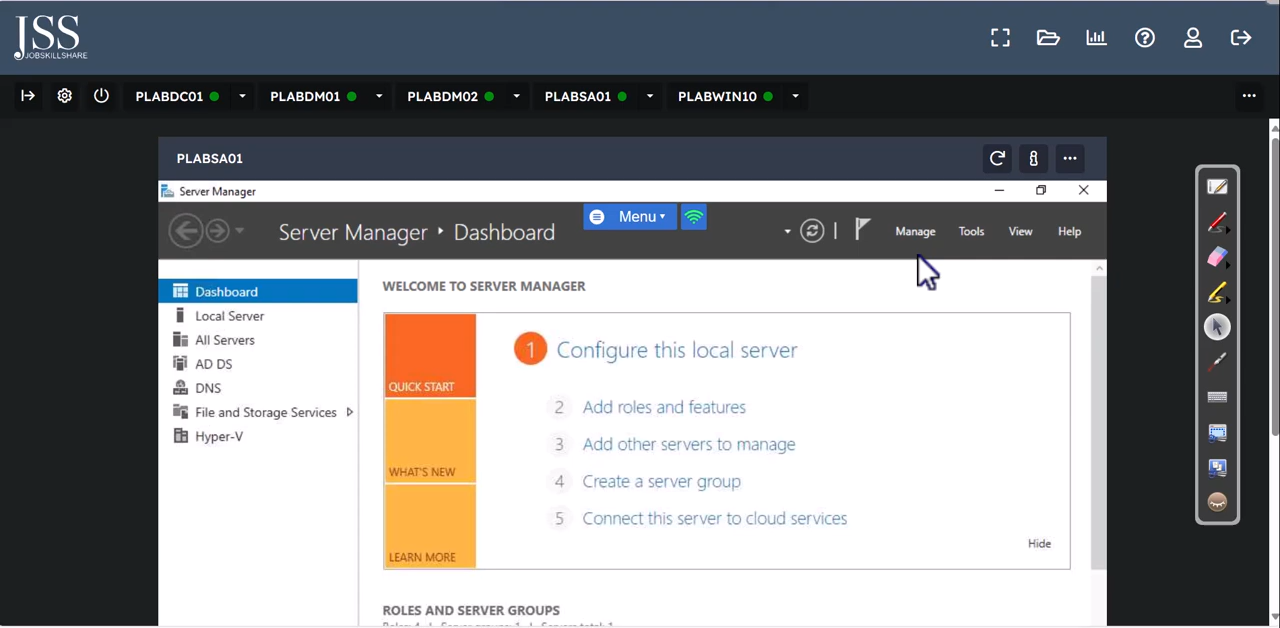 JSS
JOBSKILLSHARE
PLABDC01 PLABDM01 PLABDM02 PLABSA01 PLABWIN10
PLABSA01
Server Manager
Server Manager Dashboard
Menu
Manage Tools View Help
Dashboard
Local Server
All Servers
AD DS
DNS
File and Storage Services
Hyper-V
WELCOME TO SERVER MANAGER
QUICK START
WHAT'S NEW
LEARN MORE
1 Configure this local server
2 Add roles and features
3 Add other servers to manage
4 Create a server group
5 Connect this server to cloud services
Hide
ROLES AND SERVER GROUPS